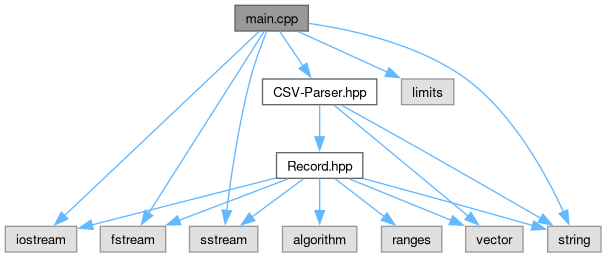 main.cpp
CSV-Parser.hpp
limits
Record.hpp
iostream
fstream
sstream
algorithm
ranges
vector
string